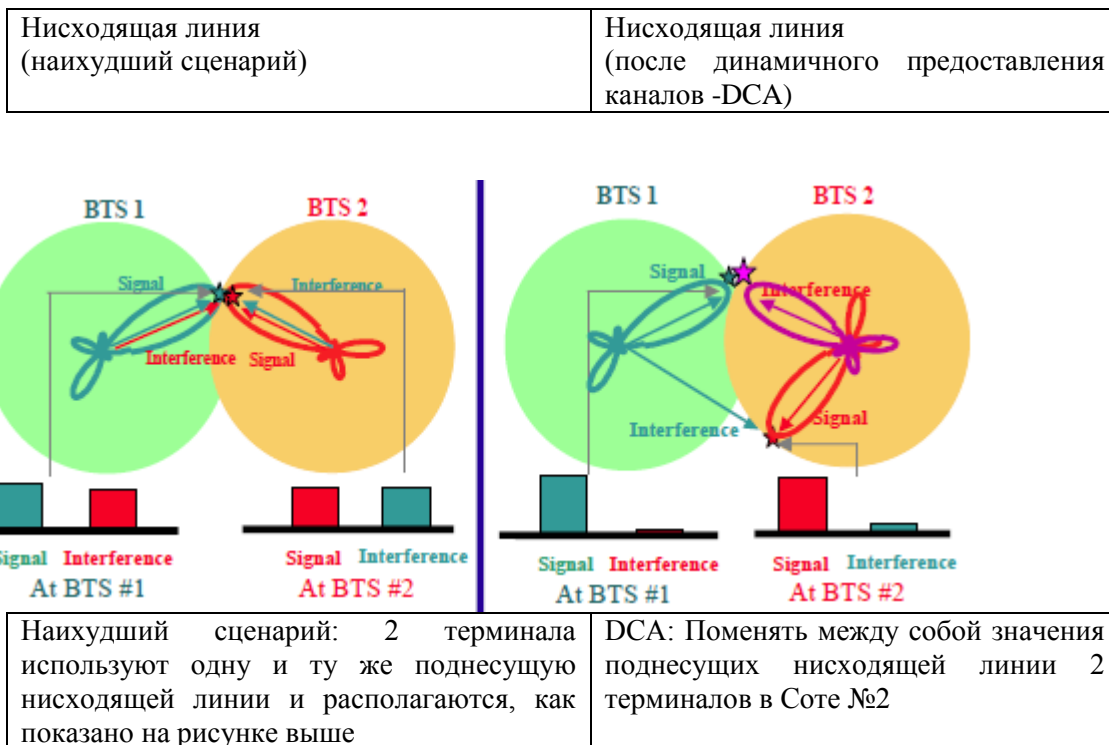 Нисходящая линия
(наихудший сценарий)
Нисходящая линия
(после динамичного предоставления
каналов -DCA)
BTS 1
BTS 2
Signal
Interference
Interference
Signal
Signal Interference
At BTS #1
Signal Interference
At BTS #2
BTS 1
BTS 2
Signal
Interference
Interference
Signal
Signal Interference
At BTS #1
Signal Interference
At BTS #2
Наихудший сценарий: 2 терминала
используют одну и ту же поднесущую
нисходящей линии и располагаются, как
показано на рисунке выше
DCA: Поменять между собой значения
поднесущих нисходящей линии 2
терминалов в Соте №2